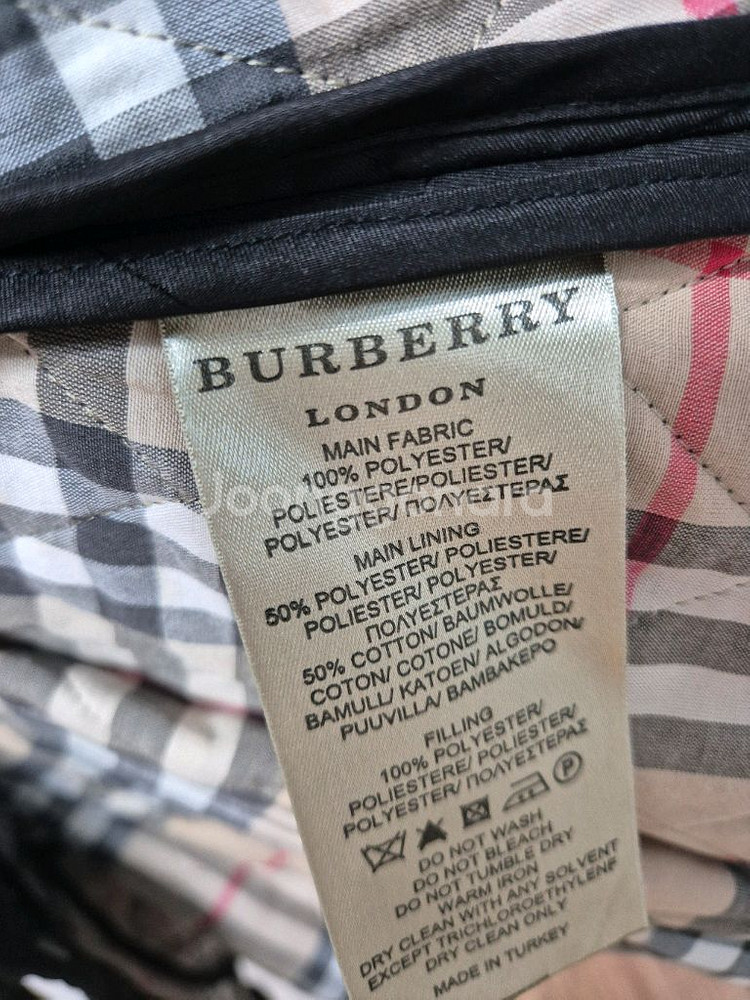 BURBERRY
LONDON
MAIN FABRIC
100% POLYESTER/
POLIESTERE/POLIESTER/
POLYESTER/ ΠΟΛΥΕΣΤΕΡΑΣ
MAIN LINING
50% POLYESTER/ POLIESTERE/
POLIESTER/ POLYESTER/
ΠΟΛΥΕΣΤΕΡΑΣ
50% COTTON/ BAUMWOLLE/
COTON/ COTONE/ BOMULD/
BAMULL/ KATOEN/ ALGODON/
PUUVILLA/ ΒΑΜΒΑΚΕΡΟ
FILLING
100% POLYESTER/
POLIESTERE/ POLIESTER/
POLYESTER/ ΠΟΛΥΕΣΤΕΡΑΣ
P
DO NOT WASH
DO NOT BLEACH
DO NOT TUMBLE DRY
WARM IRON
DRY CLEAN WITH ANY SOLVENT
EXCEPT TRICHLOROETHYLENE
DRY CLEAN ONLY
MADE IN TURKEY